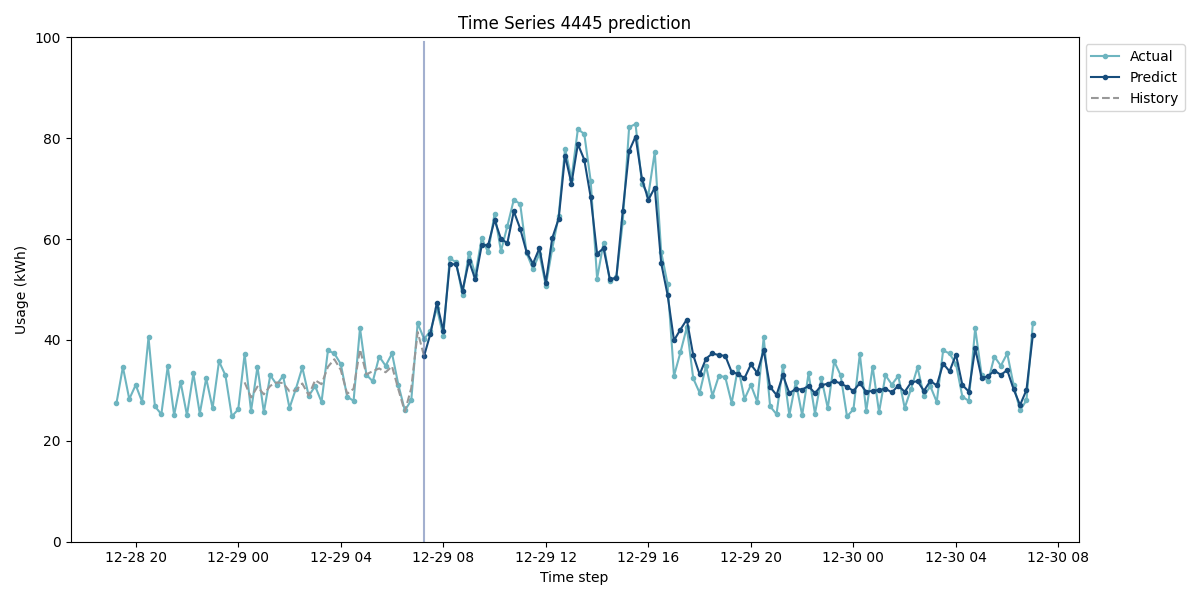 Time Series 4445 prediction
Actual
Predict
History
Usage (kWh)
100
80
60
40
20
0
12-28 20
12-29 00
12-29 04
12-29 08
12-29 12
12-29 16
12-29 20
12-30 00
12-30 04
12-30 08
Time step